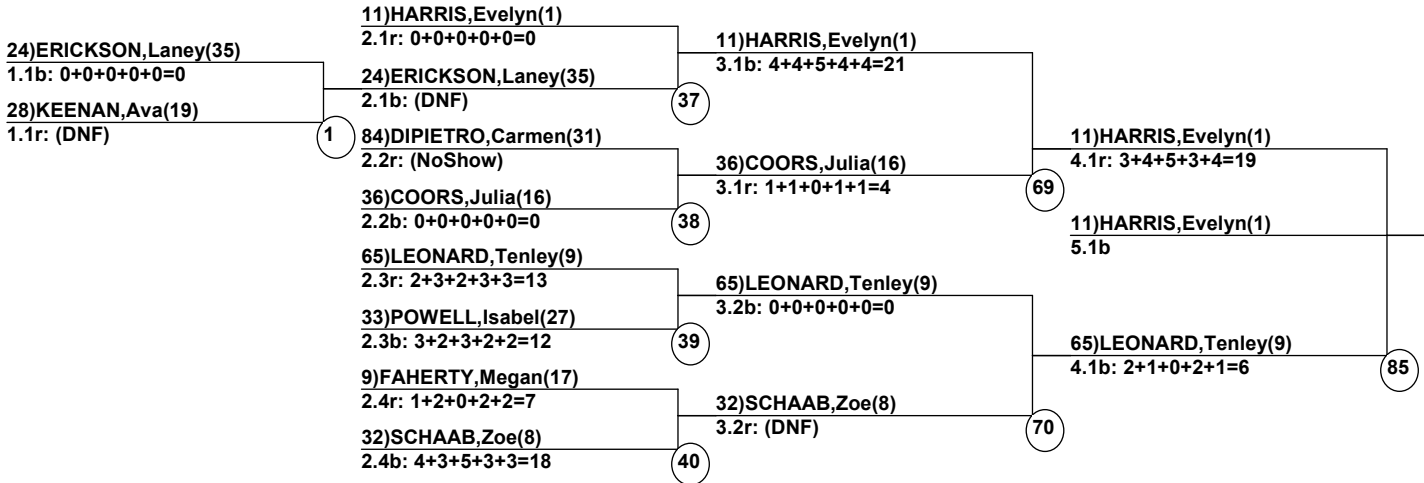 24)ERICKSON,Laney(35)
1.1b: 0+0+0+0+0=0
28)KEENAN,Ava(19)
1.1r: (DNF)
1
11)HARRIS,Evelyn(1)
2.1r: 0+0+0+0+0=0
24)ERICKSON,Laney(35)
2.1b: (DNF)
37
84)DIPIETRO,Carmen(31)
2.2r: (NoShow)
36)COORS,Julia(16)
2.2b: 0+0+0+0+0=0
38
65)LEONARD,Tenley(9)
2.3r: 2+3+2+3+3=13
33)POWELL,Isabel(27)
2.3b: 3+2+3+2+2=12
39
9)FAHERTY,Megan(17)
2.4r: 1+2+0+2+2=7
32)SCHAAB,Zoe(8)
2.4b: 4+3+5+3+3=18
40
11)HARRIS,Evelyn(1)
3.1b: 4+4+5+4+4=21
36)COORS,Julia(16)
3.1r: 1+1+0+1+1=4
69
65)LEONARD,Tenley(9)
3.2b: 0+0+0+0+0=0
32)SCHAAB,Zoe(8)
3.2r: (DNF)
70
11)HARRIS,Evelyn(1)
4.1r: 3+4+5+3+4=19
11)HARRIS,Evelyn(1)
5.1b
65)LEONARD,Tenley(9)
4.1b: 2+1+0+2+1=6
85